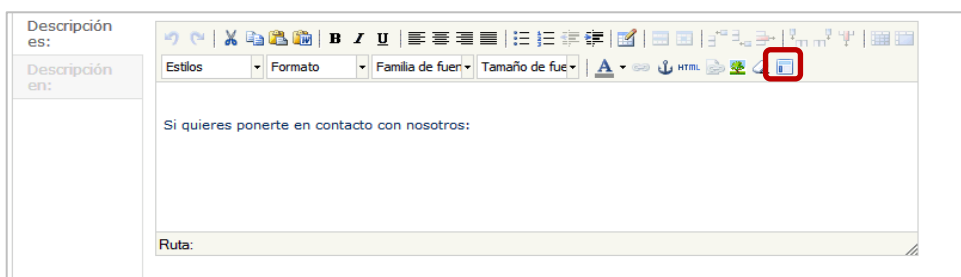 Descripción
es:
Descripción
en:
B I U
Estilos Formato Familia de fuen Tamaño de fue A HTML
Si quieres ponerte en contacto con nosotros:
Ruta: